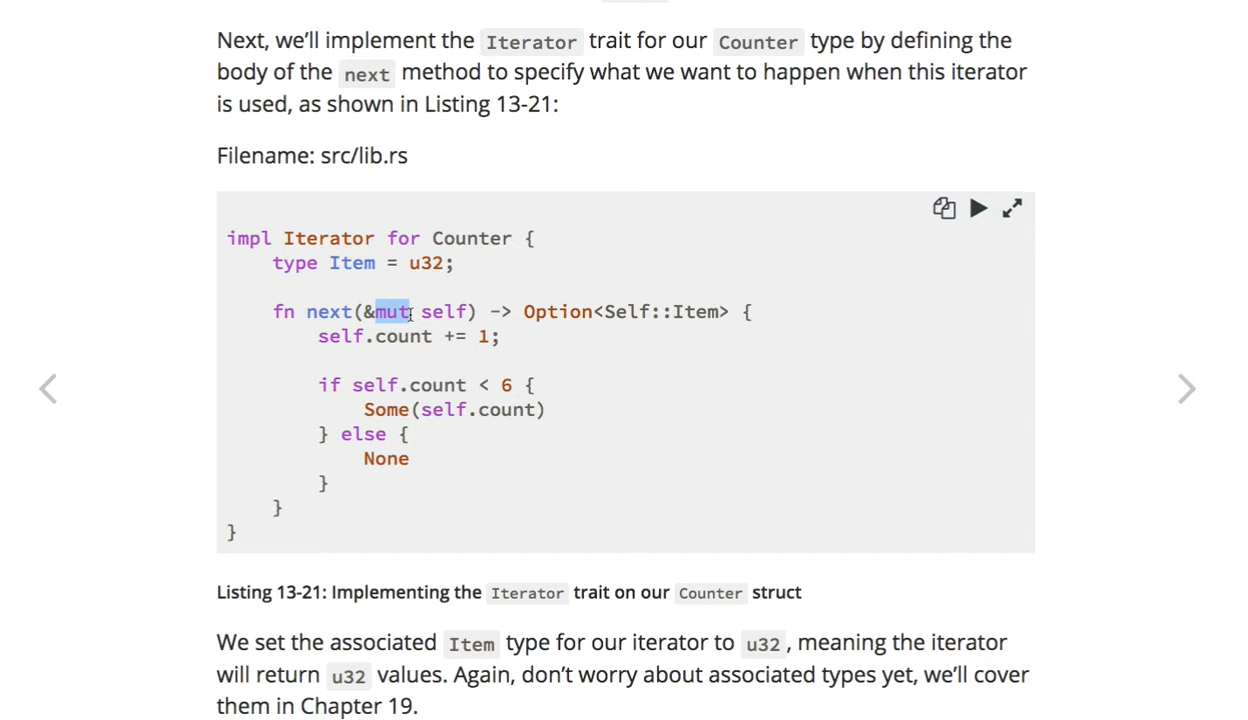 Next, we’ll implement the Iterator trait for our Counter type by defining the
body of the next method to specify what we want to happen when this iterator
is used, as shown in Listing 13-21:
Filename: src/lib.rs
impl Iterator for Counter {
    type Item = u32;
    fn next(&mut self) -> Option<Self::Item> {
        self.count += 1;
        if self.count < 6 {
            Some(self.count)
        } else {
            None
        }
    }
}
Listing 13-21: Implementing the Iterator trait on our Counter struct
We set the associated Item type for our iterator to u32, meaning the iterator
will return u32 values. Again, don’t worry about associated types yet, we’ll cover
them in Chapter 19.